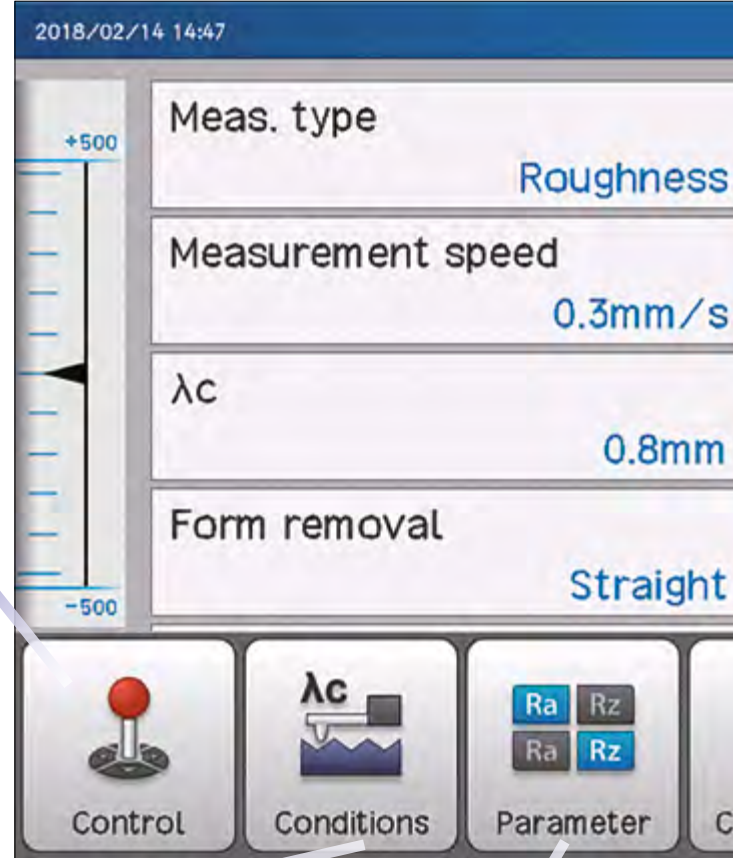 2018/02/14 14:47
+500
-500
Meas. type
Roughness
Measurement speed
0.3mm/s
λc
0.8mm
Form removal
Straight
λc
Ra Rz
Ra Rz
Control
Conditions
Parameter
C